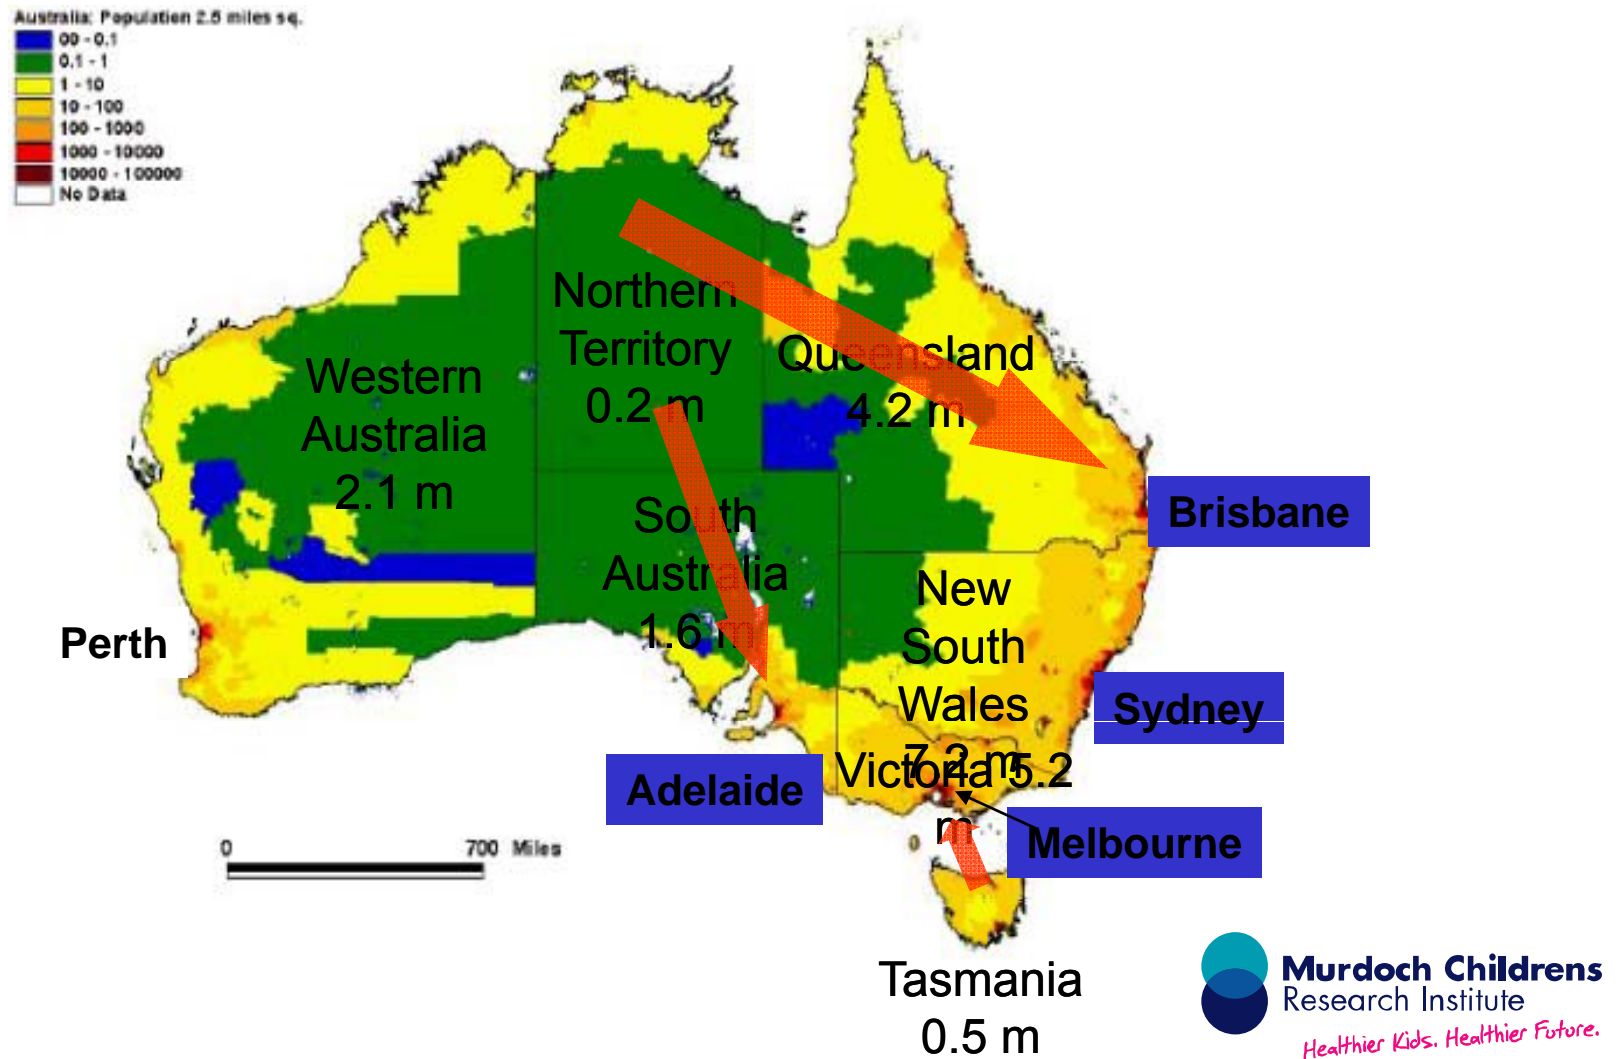 Australia: Population 2.5 miles sq.
00 - 0.1
0.1 - 1
1 - 10
10 - 100
100 - 1000
1000 - 10000
10000 - 100000
No Data
Northern
Territory
0.2 m
Queensland
4.2 m
Western
Australia
2.1 m
South
Australia
1.6 m
Brisbane
New
South
Wales
7.2 m
Perth
Sydney
Adelaide
Victoria 5.2
m
Melbourne
0 700 Miles
Tasmania
0.5 m
Murdoch Childrens
Research Institute
Healthier Kids. Healthier Future.